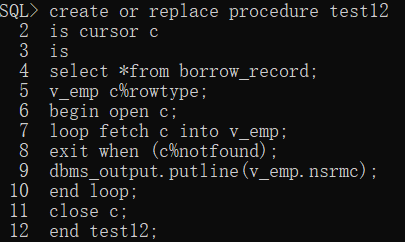 SQL> create or replace procedure test12
2 is cursor c
3 is
4 select *from borrow_record;
5 v_emp c%rowtype;
6 begin open c;
7 loop fetch c into v_emp;
8 exit when (c%notfound);
9 dbms_output.putline(v_emp.nsrmc);
10 end loop;
11 close c;
12 end test12;